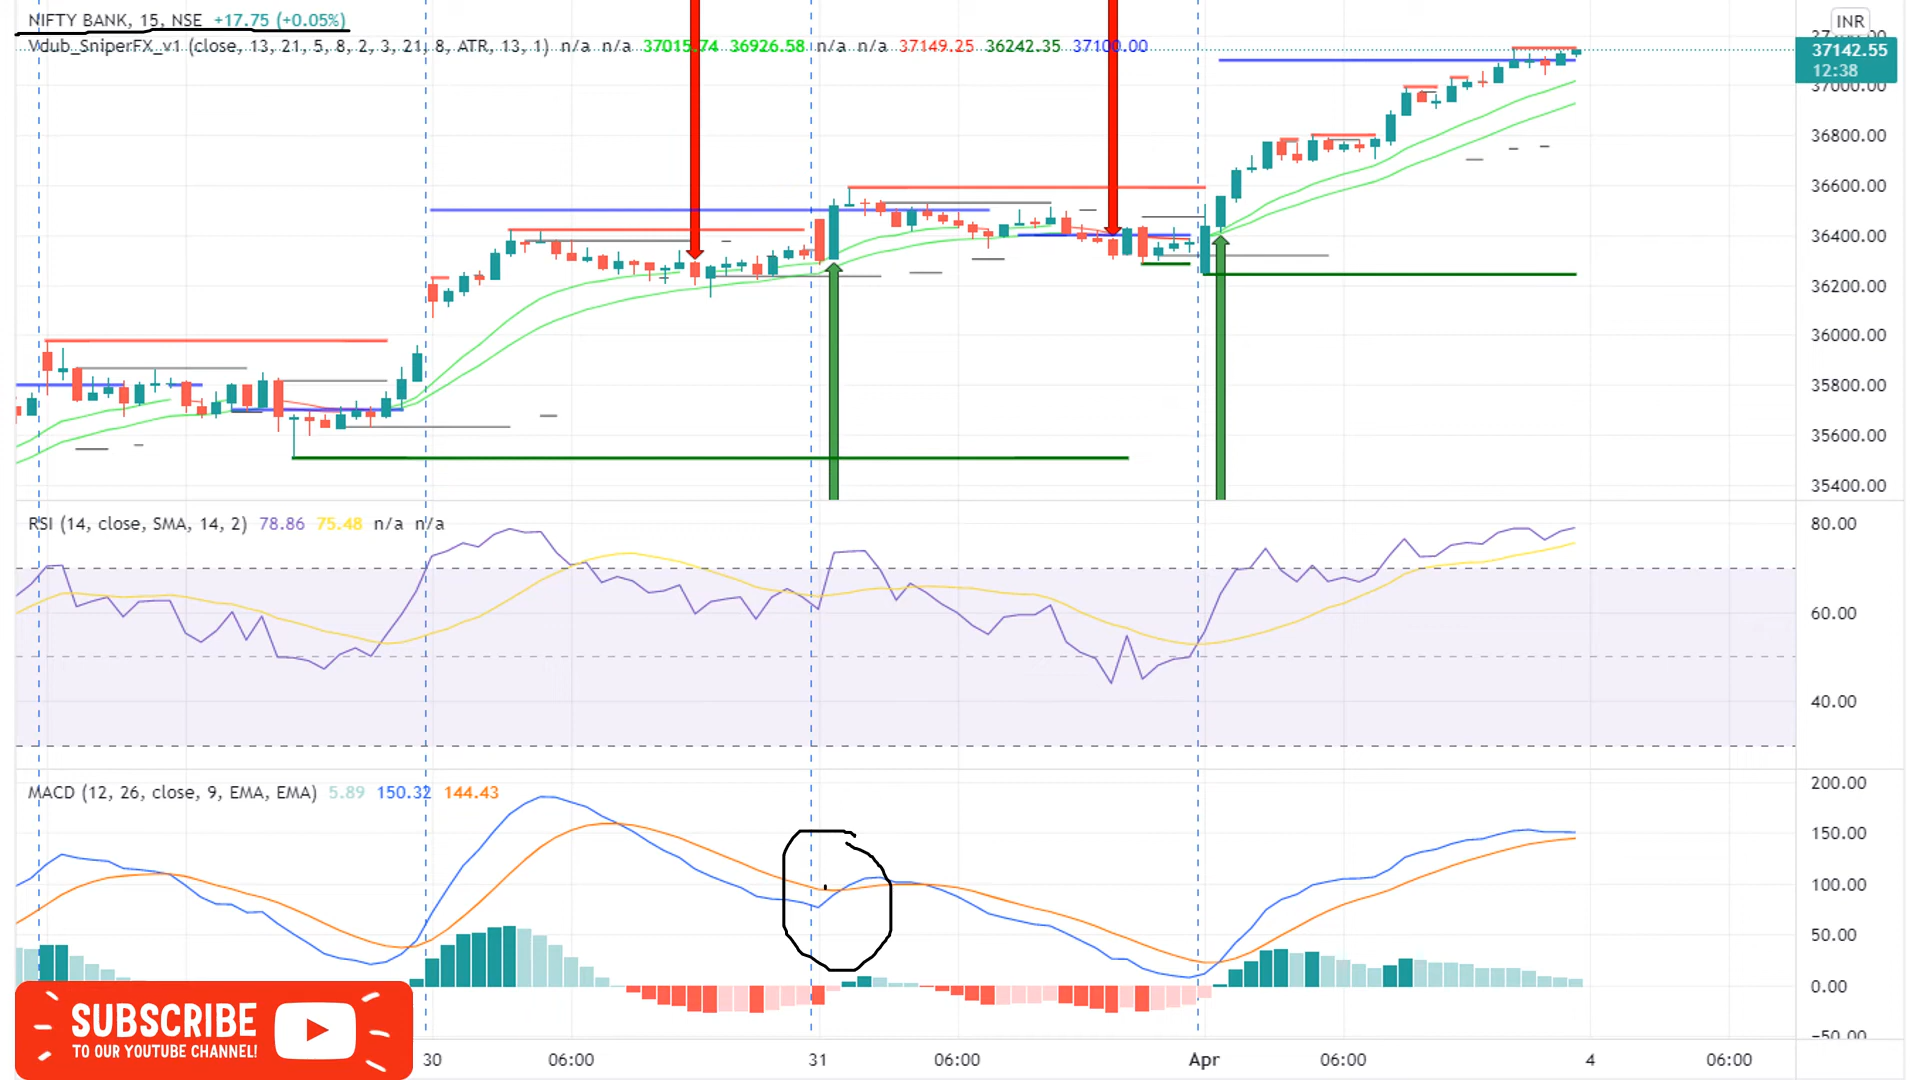 NIFTY BANK, 15, NSE +17.75 (+0.05%)
INR
Vdub_SniperFX_v1 (close, 13, 21, 5, 8, 2, 3, 21, 8, ATR, 13, 1) n/a n/a 37015.74 36926.58 n/a n/a 37149.25 36242.35 37100.00
37142.55
12:38
37000.00
36800.00
36600.00
36400.00
36200.00
36000.00
35800.00
35600.00
35400.00
RSI (14, close, SMA, 14, 2) 78.86 75.48 n/a n/a
80.00
60.00
40.00
MACD (12, 26, close, 9, EMA, EMA) 5.89 150.32 144.43
200.00
150.00
100.00
50.00
0.00
−50.00
SUBSCRIBE
TO OUR YOUTUBE CHANNEL!
30 06:00 31 06:00 Apr 06:00 4 06:00